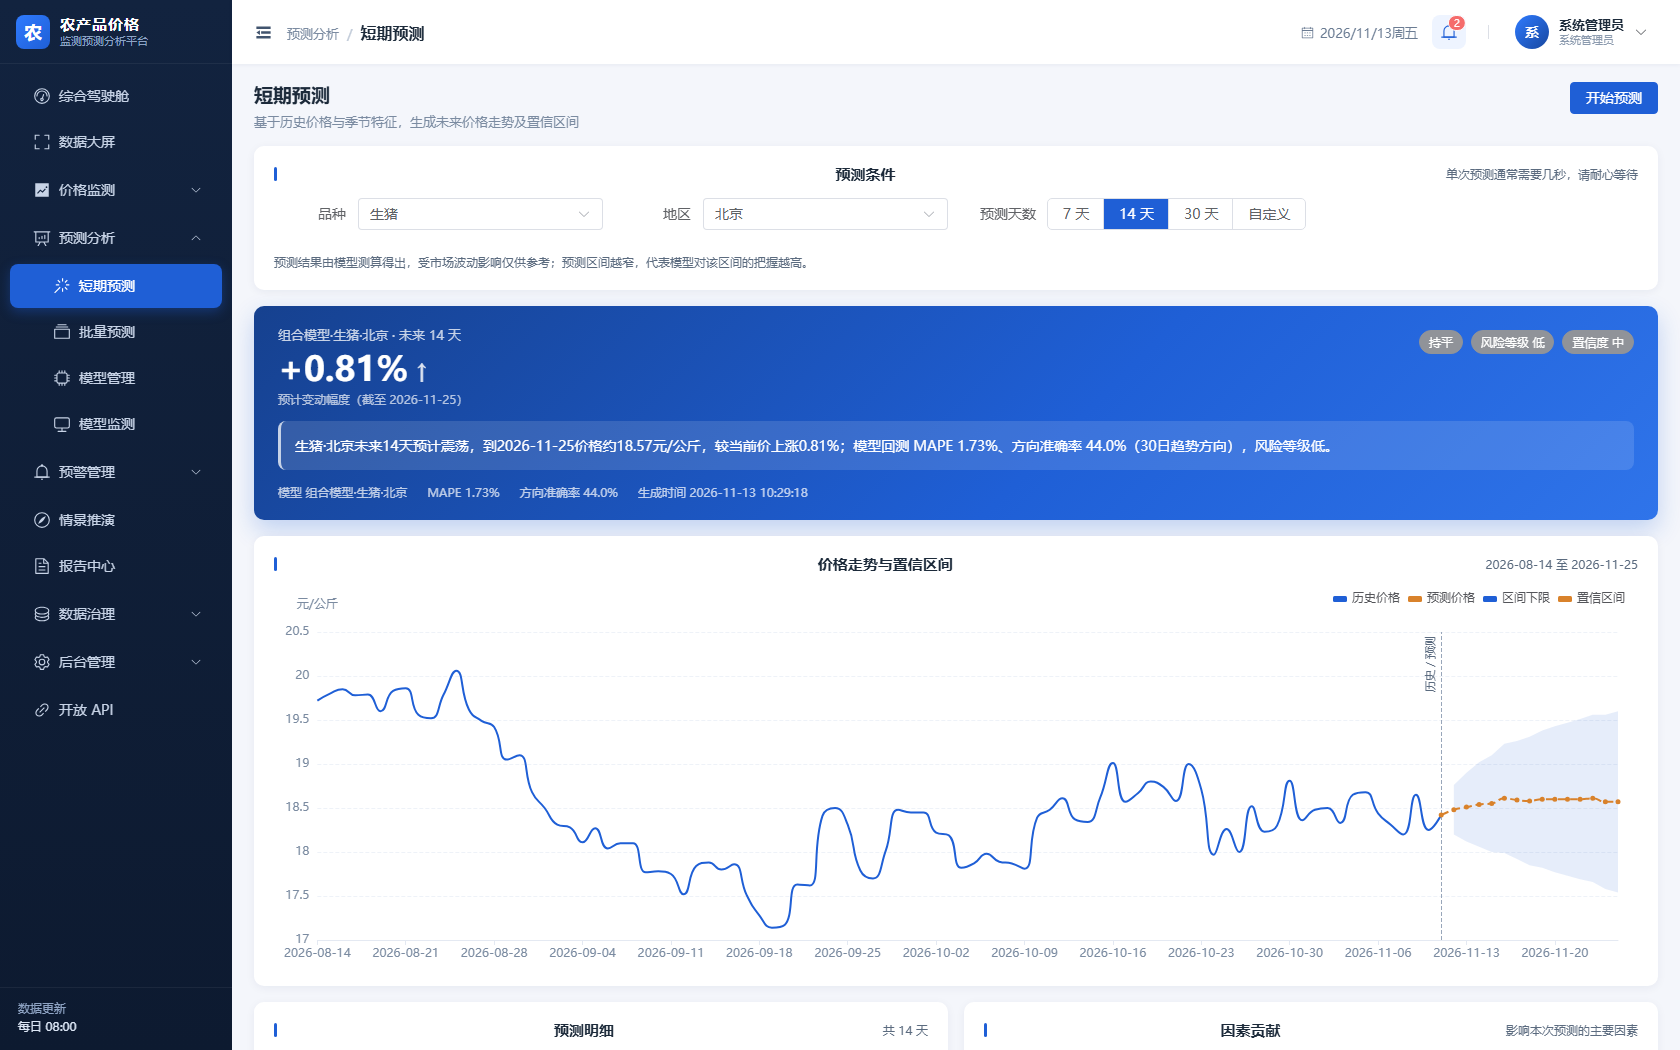 农
农产品价格
监测预测分析平台
综合驾驶舱
数据大屏
价格监测
预测分析
短期预测
批量预测
模型管理
模型监测
预警管理
情景推演
报告中心
数据治理
后台管理
开放 API
数据更新
每日 08:00
预测分析 / 短期预测
2026/11/13周五
2
系
系统管理员
系统管理员
短期预测
基于历史价格与季节特征，生成未来价格走势及置信区间
开始预测
预测条件
单次预测通常需要几秒，请耐心等待
品种 生猪 地区 北京 预测天数 7 天 14 天 30 天 自定义
预测结果由模型测算得出，受市场波动影响仅供参考；预测区间越窄，代表模型对该区间的把握越高。
组合模型·生猪·北京 · 未来 14 天
持平 风险等级 低 置信度 中
+0.81% ↑
预计变动幅度（截至 2026-11-25）
生猪·北京未来14天预计震荡，到2026-11-25价格约18.57元/公斤，较当前价上涨0.81%；模型回测 MAPE 1.73%、方向准确率 44.0%（30日趋势方向），风险等级低。
模型 组合模型·生猪·北京 MAPE 1.73% 方向准确率 44.0% 生成时间 2026-11-13 10:29:18
价格走势与置信区间
2026-08-14 至 2026-11-25
历史价格 预测价格 区间下限 置信区间
元/公斤
20.5
20
19.5
19
18.5
18
17.5
17
历史 / 预测
2026-08-14 2026-08-21 2026-08-28 2026-09-04 2026-09-11 2026-09-18 2026-09-25 2026-10-02 2026-10-09 2026-10-16 2026-10-23 2026-10-30 2026-11-06 2026-11-13 2026-11-20
预测明细
共 14 天
因素贡献
影响本次预测的主要因素